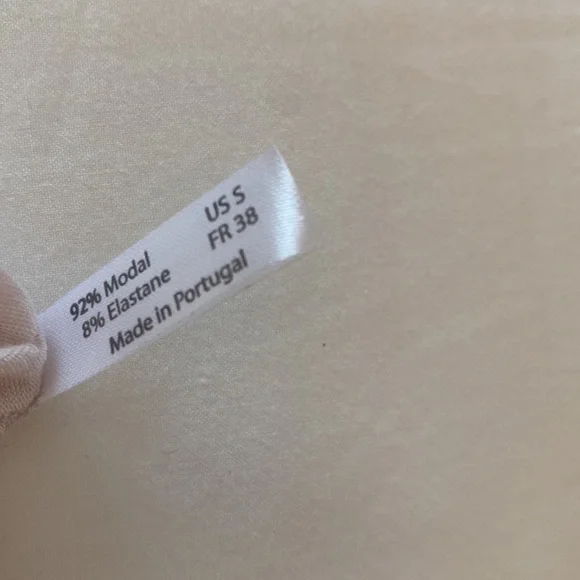 US S
FR 38
92% Modal
8% Elastane
Made in Portugal